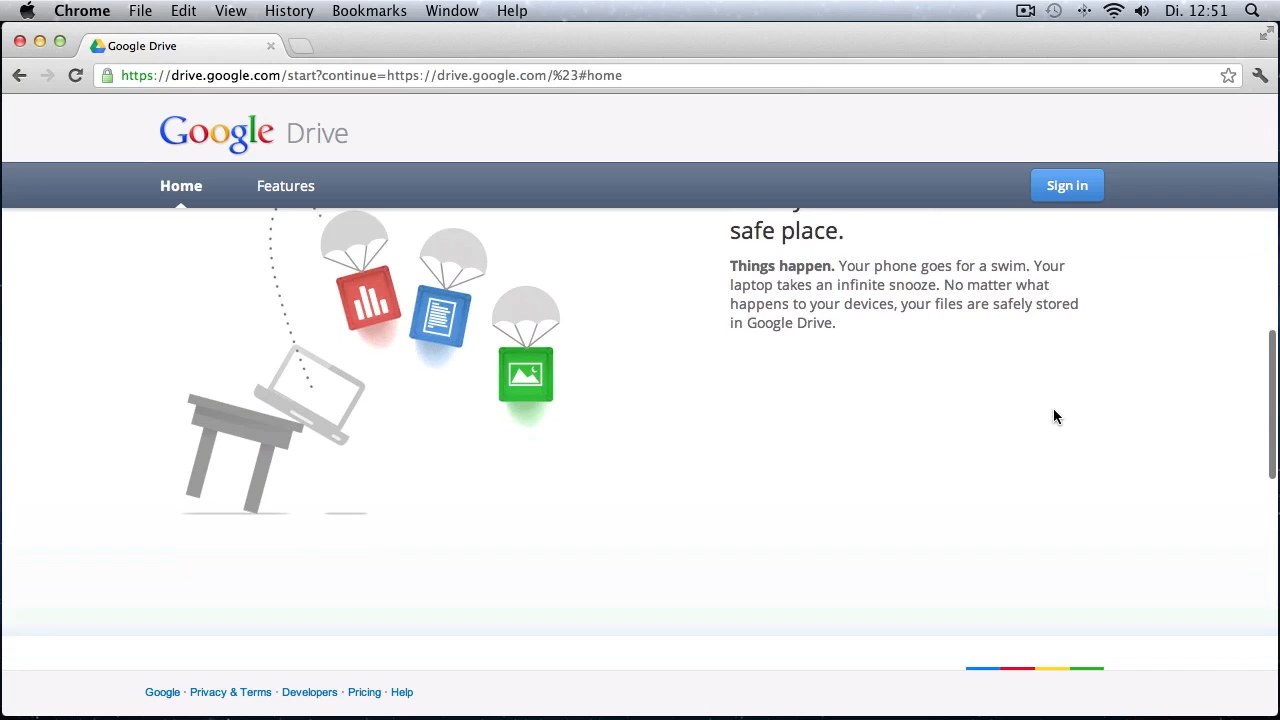 Chrome File Edit View History Bookmarks Window Help Di. 12:51
Google Drive
https://drive.google.com/start?continue=https://drive.google.com/%23#home
Google Drive
Home Features Sign in
safe place.
Things happen. Your phone goes for a swim. Your
laptop takes an infinite snooze. No matter what
happens to your devices, your files are safely stored
in Google Drive.
Google · Privacy & Terms · Developers · Pricing · Help